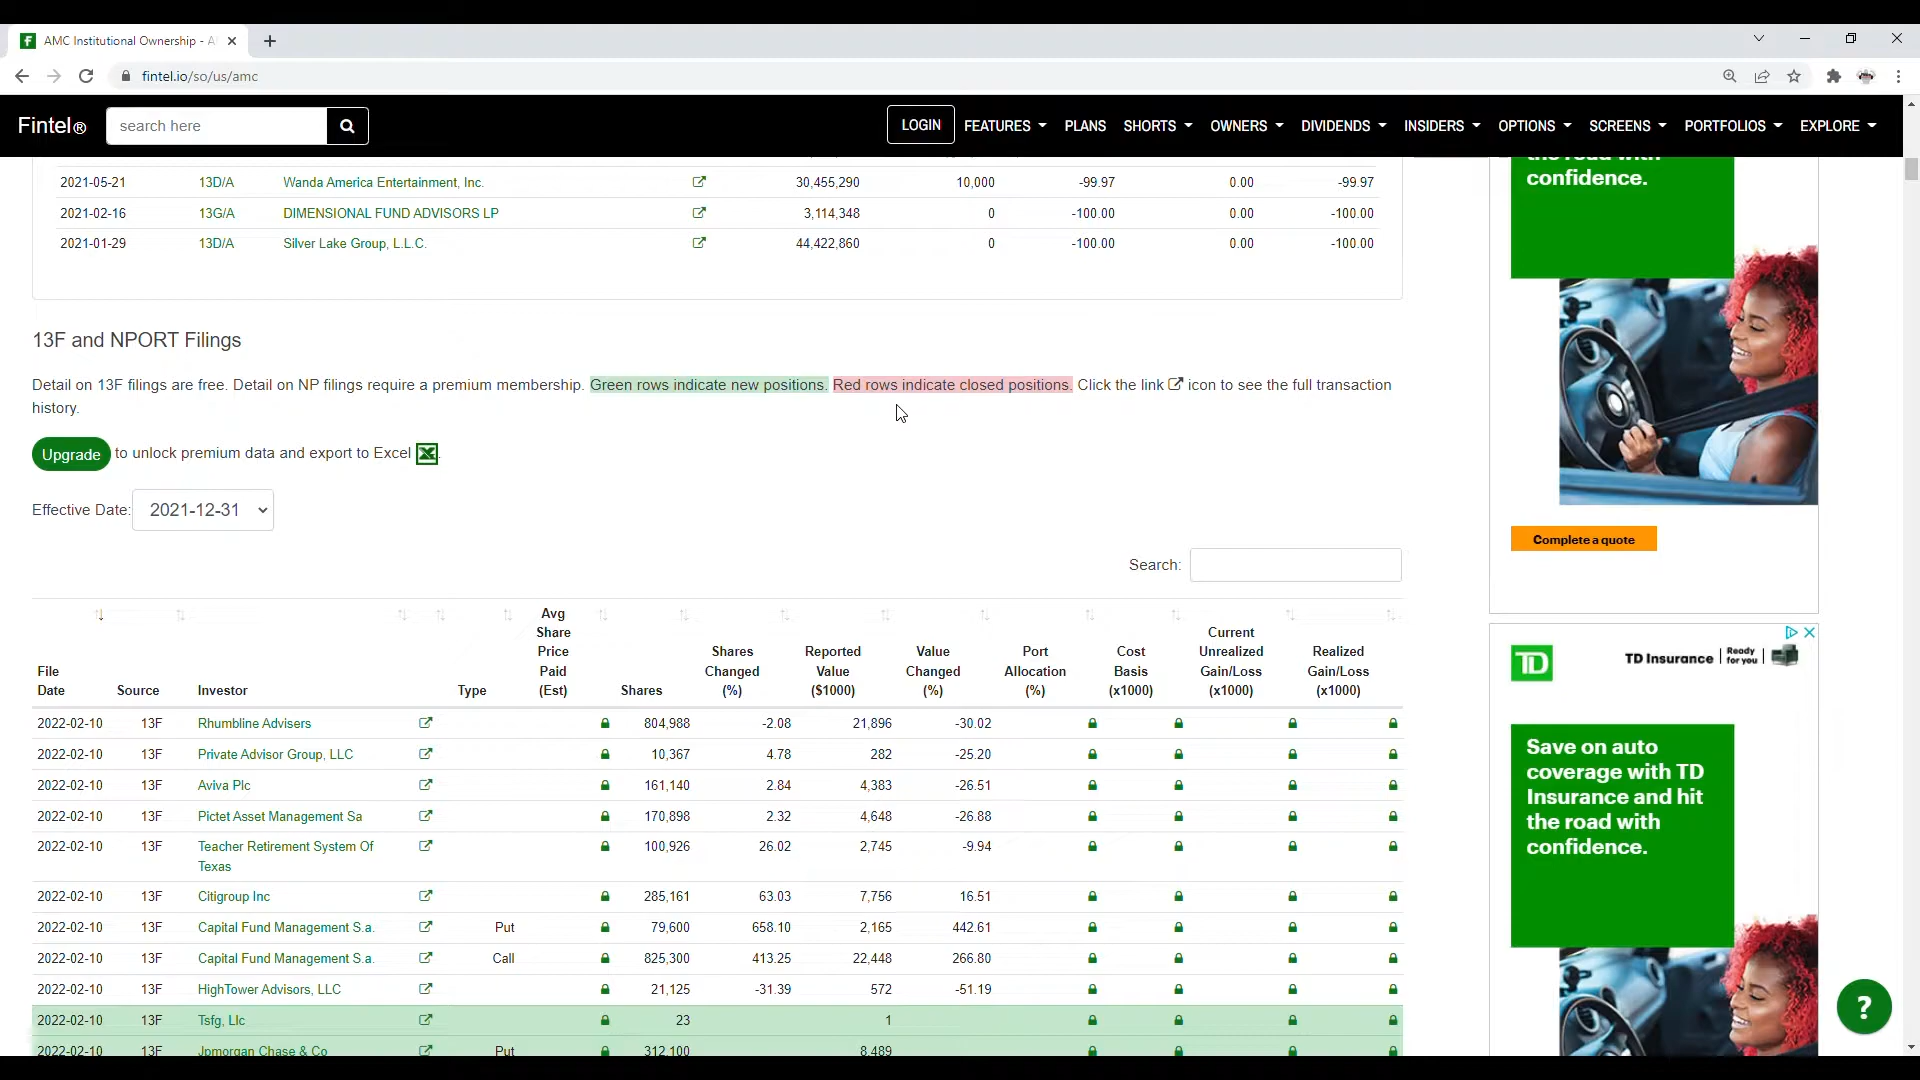 AMC Institutional Ownership - A
fintel.io/so/us/amc
Fintel®
search here
LOGIN
FEATURES
PLANS
SHORTS
OWNERS
DIVIDENDS
INSIDERS
OPTIONS
SCREENS
PORTFOLIOS
EXPLORE
2021-05-21 13D/A Wanda America Entertainment, Inc. 30,455,290 10,000 -99.97 0.00 -99.97
2021-02-16 13G/A DIMENSIONAL FUND ADVISORS LP 3,114,348 0 -100.00 0.00 -100.00
2021-01-29 13D/A Silver Lake Group, L.L.C. 44,422,860 0 -100.00 0.00 -100.00
13F and NPORT Filings
Detail on 13F filings are free. Detail on NP filings require a premium membership. Green rows indicate new positions. Red rows indicate closed positions. Click the link icon to see the full transaction
history.
Upgrade to unlock premium data and export to Excel.
Effective Date: 2021-12-31
Search:
File
Date
Source
Investor
Type
Avg
Share
Price
Paid
(Est)
Shares
Shares
Changed
(%)
Reported
Value
($1000)
Value
Changed
(%)
Port
Allocation
(%)
Cost
Basis
(x1000)
Current
Unrealized
Gain/Loss
(x1000)
Realized
Gain/Loss
(x1000)
2022-02-10 13F Rhumbline Advisers 804,988 -2.08 21,896 -30.02
2022-02-10 13F Private Advisor Group, LLC 10,367 4.78 282 -25.20
2022-02-10 13F Aviva Plc 161,140 2.84 4,383 -26.51
2022-02-10 13F Pictet Asset Management Sa 170,898 2.32 4,648 -26.88
2022-02-10 13F Teacher Retirement System Of 100,926 26.02 2,745 -9.94
Texas
2022-02-10 13F Citigroup Inc 285,161 63.03 7,756 16.51
2022-02-10 13F Capital Fund Management S.a. Put 79,600 658.10 2,165 442.61
2022-02-10 13F Capital Fund Management S.a. Call 825,300 413.25 22,448 266.80
2022-02-10 13F HighTower Advisors, LLC 21,125 -31.39 572 -51.19
2022-02-10 13F Tsfg, Llc 23 1
2022-02-10 13F Jpmorgan Chase & Co Put 312,100 8,489
the road with
confidence.
Complete a quote
TD
TD Insurance
Ready
for you
Save on auto
coverage with TD
Insurance and hit
the road with
confidence.
?